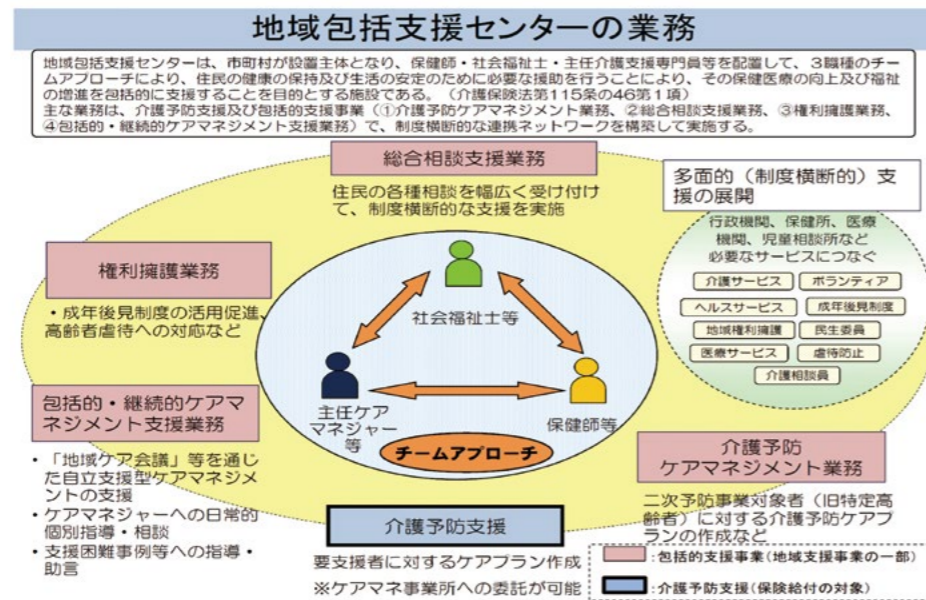 地域包括支援センターの業務
地域包括支援センターは、市町村が設置主体となり、保健師・社会福祉士・主任介護支援専門員等を配置して、３職種のチー
ムアプローチにより、住民の健康の保持及び生活の安定のために必要な援助を行うことにより、その保健医療の向上及び福祉
の増進を包括的に支援することを目的とする施設である。（介護保険法第115条の46第１項）
主な業務は、介護予防支援及び包括的支援事業（①介護予防ケアマネジメント業務、②総合相談支援業務、③権利擁護業務、
④包括的・継続的ケアマネジメント支援業務）で、制度横断的な連携ネットワークを構築して実施する。
総合相談支援業務
住民の各種相談を幅広く受け付け
て、制度横断的な支援を実施
多面的（制度横断的）支
援の展開
行政機関、保健所、医療
機関、児童相談所など
必要なサービスにつなぐ
介護サービス
ボランティア
ヘルスサービス
成年後見制度
地域権利擁護
民生委員
医療サービス
虐待防止
介護相談員
権利擁護業務
・成年後見制度の活用促進、
高齢者虐待への対応など
社会福祉士等
主任ケア
マネジャー
等
保健師等
チームアプローチ
包括的・継続的ケアマ
ネジメント支援業務
・「地域ケア会議」等を通じ
た自立支援型ケアマネジメ
ントの支援
・ケアマネジャーへの日常的
個別指導・相談
・支援困難事例等への指導・
助言
介護予防支援
要支援者に対するケアプラン作成
※ケアマネ事業所への委託が可能
介護予防
ケアマネジメント業務
二次予防事業対象者（旧特定高
齢者）に対する介護予防ケアプ
ランの作成など
:包括的支援事業（地域支援事業の一部）
:介護予防支援（保険給付の対象）